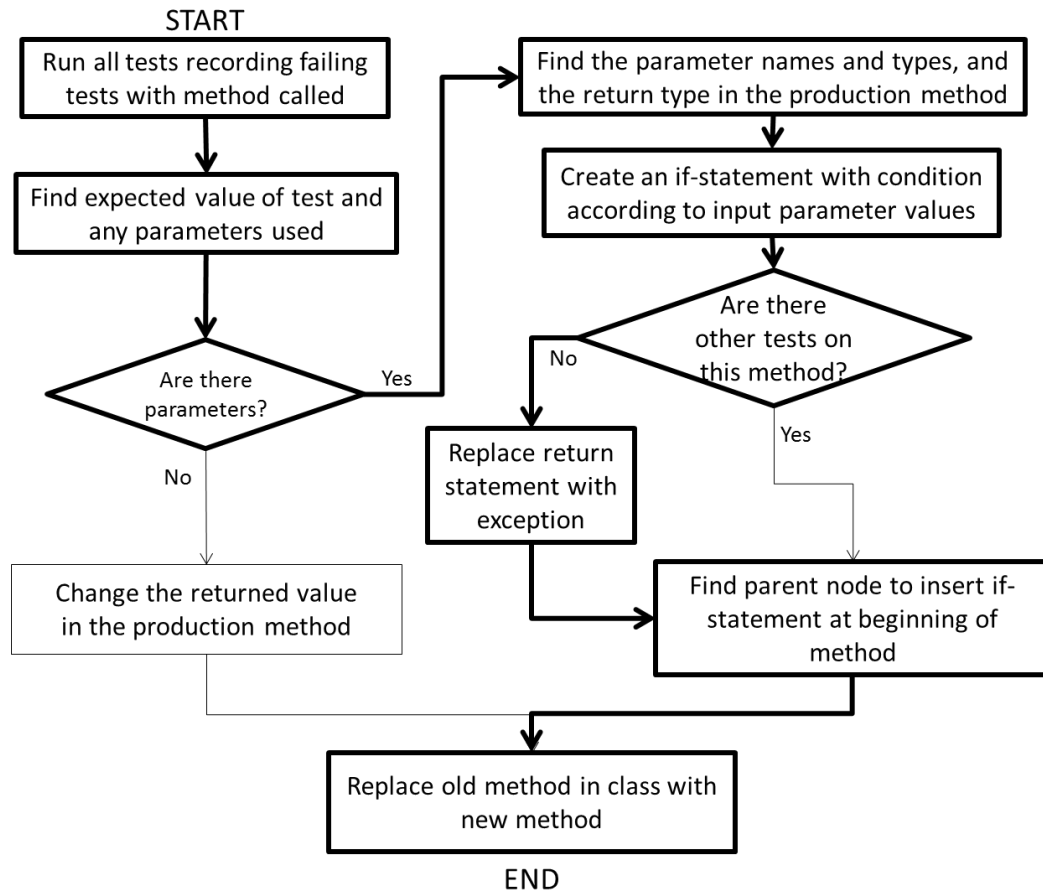 START
Run all tests recording failing
tests with method called
Find expected value of test and
any parameters used
Are there
parameters?
Yes
No
Change the returned value
in the production method
Find the parameter names and types, and
the return type in the production method
Create an if-statement with condition
according to input parameter values
Are there
other tests on
this method?
No
Yes
Replace return
statement with
exception
Find parent node to insert if-
statement at beginning of
method
Replace old method in class with
new method
END